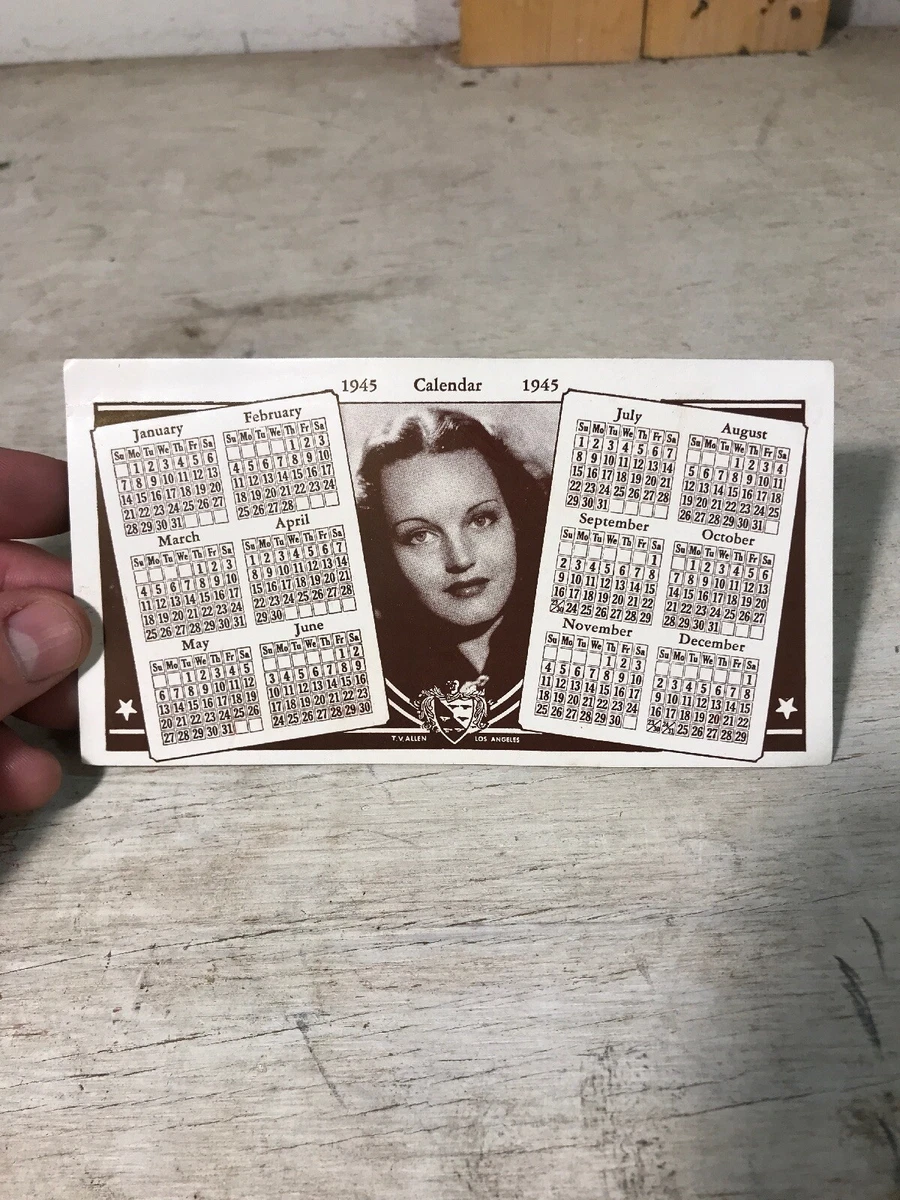 1945 Calendar 1945
January
Su Mo Tu We Th Fr Sa
1 2 3 4 5 6
7 8 9 10 11 12 13
14 15 16 17 18 19 20
21 22 23 24 25 26 27
28 29 30 31
February
Su Mo Tu We Th Fr Sa
1 2 3
4 5 6 7 8 9 10
11 12 13 14 15 16 17
18 19 20 21 22 23 24
25 26 27 28
March
Su Mo Tu We Th Fr Sa
1 2 3
4 5 6 7 8 9 10
11 12 13 14 15 16 17
18 19 20 21 22 23 24
25 26 27 28 29 30 31
April
Su Mo Tu We Th Fr Sa
1 2 3 4 5 6 7
8 9 10 11 12 13 14
15 16 17 18 19 20 21
22 23 24 25 26 27 28
29 30
May
Su Mo Tu We Th Fr Sa
1 2 3 4 5
6 7 8 9 10 11 12
13 14 15 16 17 18 19
20 21 22 23 24 25 26
27 28 29 30 31
June
Su Mo Tu We Th Fr Sa
1 2
3 4 5 6 7 8 9
10 11 12 13 14 15 16
17 18 19 20 21 22 23
24 25 26 27 28 29 30
T. V. ALLEN LOS ANGELES
July
Su Mo Tu We Th Fr Sa
1 2 3 4 5 6 7
8 9 10 11 12 13 14
15 16 17 18 19 20 21
22 23 24 25 26 27 28
29 30 31
August
Su Mo Tu We Th Fr Sa
1 2 3 4
5 6 7 8 9 10 11
12 13 14 15 16 17 18
19 20 21 22 23 24 25
26 27 28 29 30 31
September
Su Mo Tu We Th Fr Sa
1
2 3 4 5 6 7 8
9 10 11 12 13 14 15
16 17 18 19 20 21 22
23/30 24 25 26 27 28 29
October
Su Mo Tu We Th Fr Sa
1 2 3 4 5 6
7 8 9 10 11 12 13
14 15 16 17 18 19 20
21 22 23 24 25 26 27
28 29 30 31
November
Su Mo Tu We Th Fr Sa
1 2 3
4 5 6 7 8 9 10
11 12 13 14 15 16 17
18 19 20 21 22 23 24
25 26 27 28 29 30
December
Su Mo Tu We Th Fr Sa
1
2 3 4 5 6 7 8
9 10 11 12 13 14 15
16 17 18 19 20 21 22
23/30 24/31 25 26 27 28 29